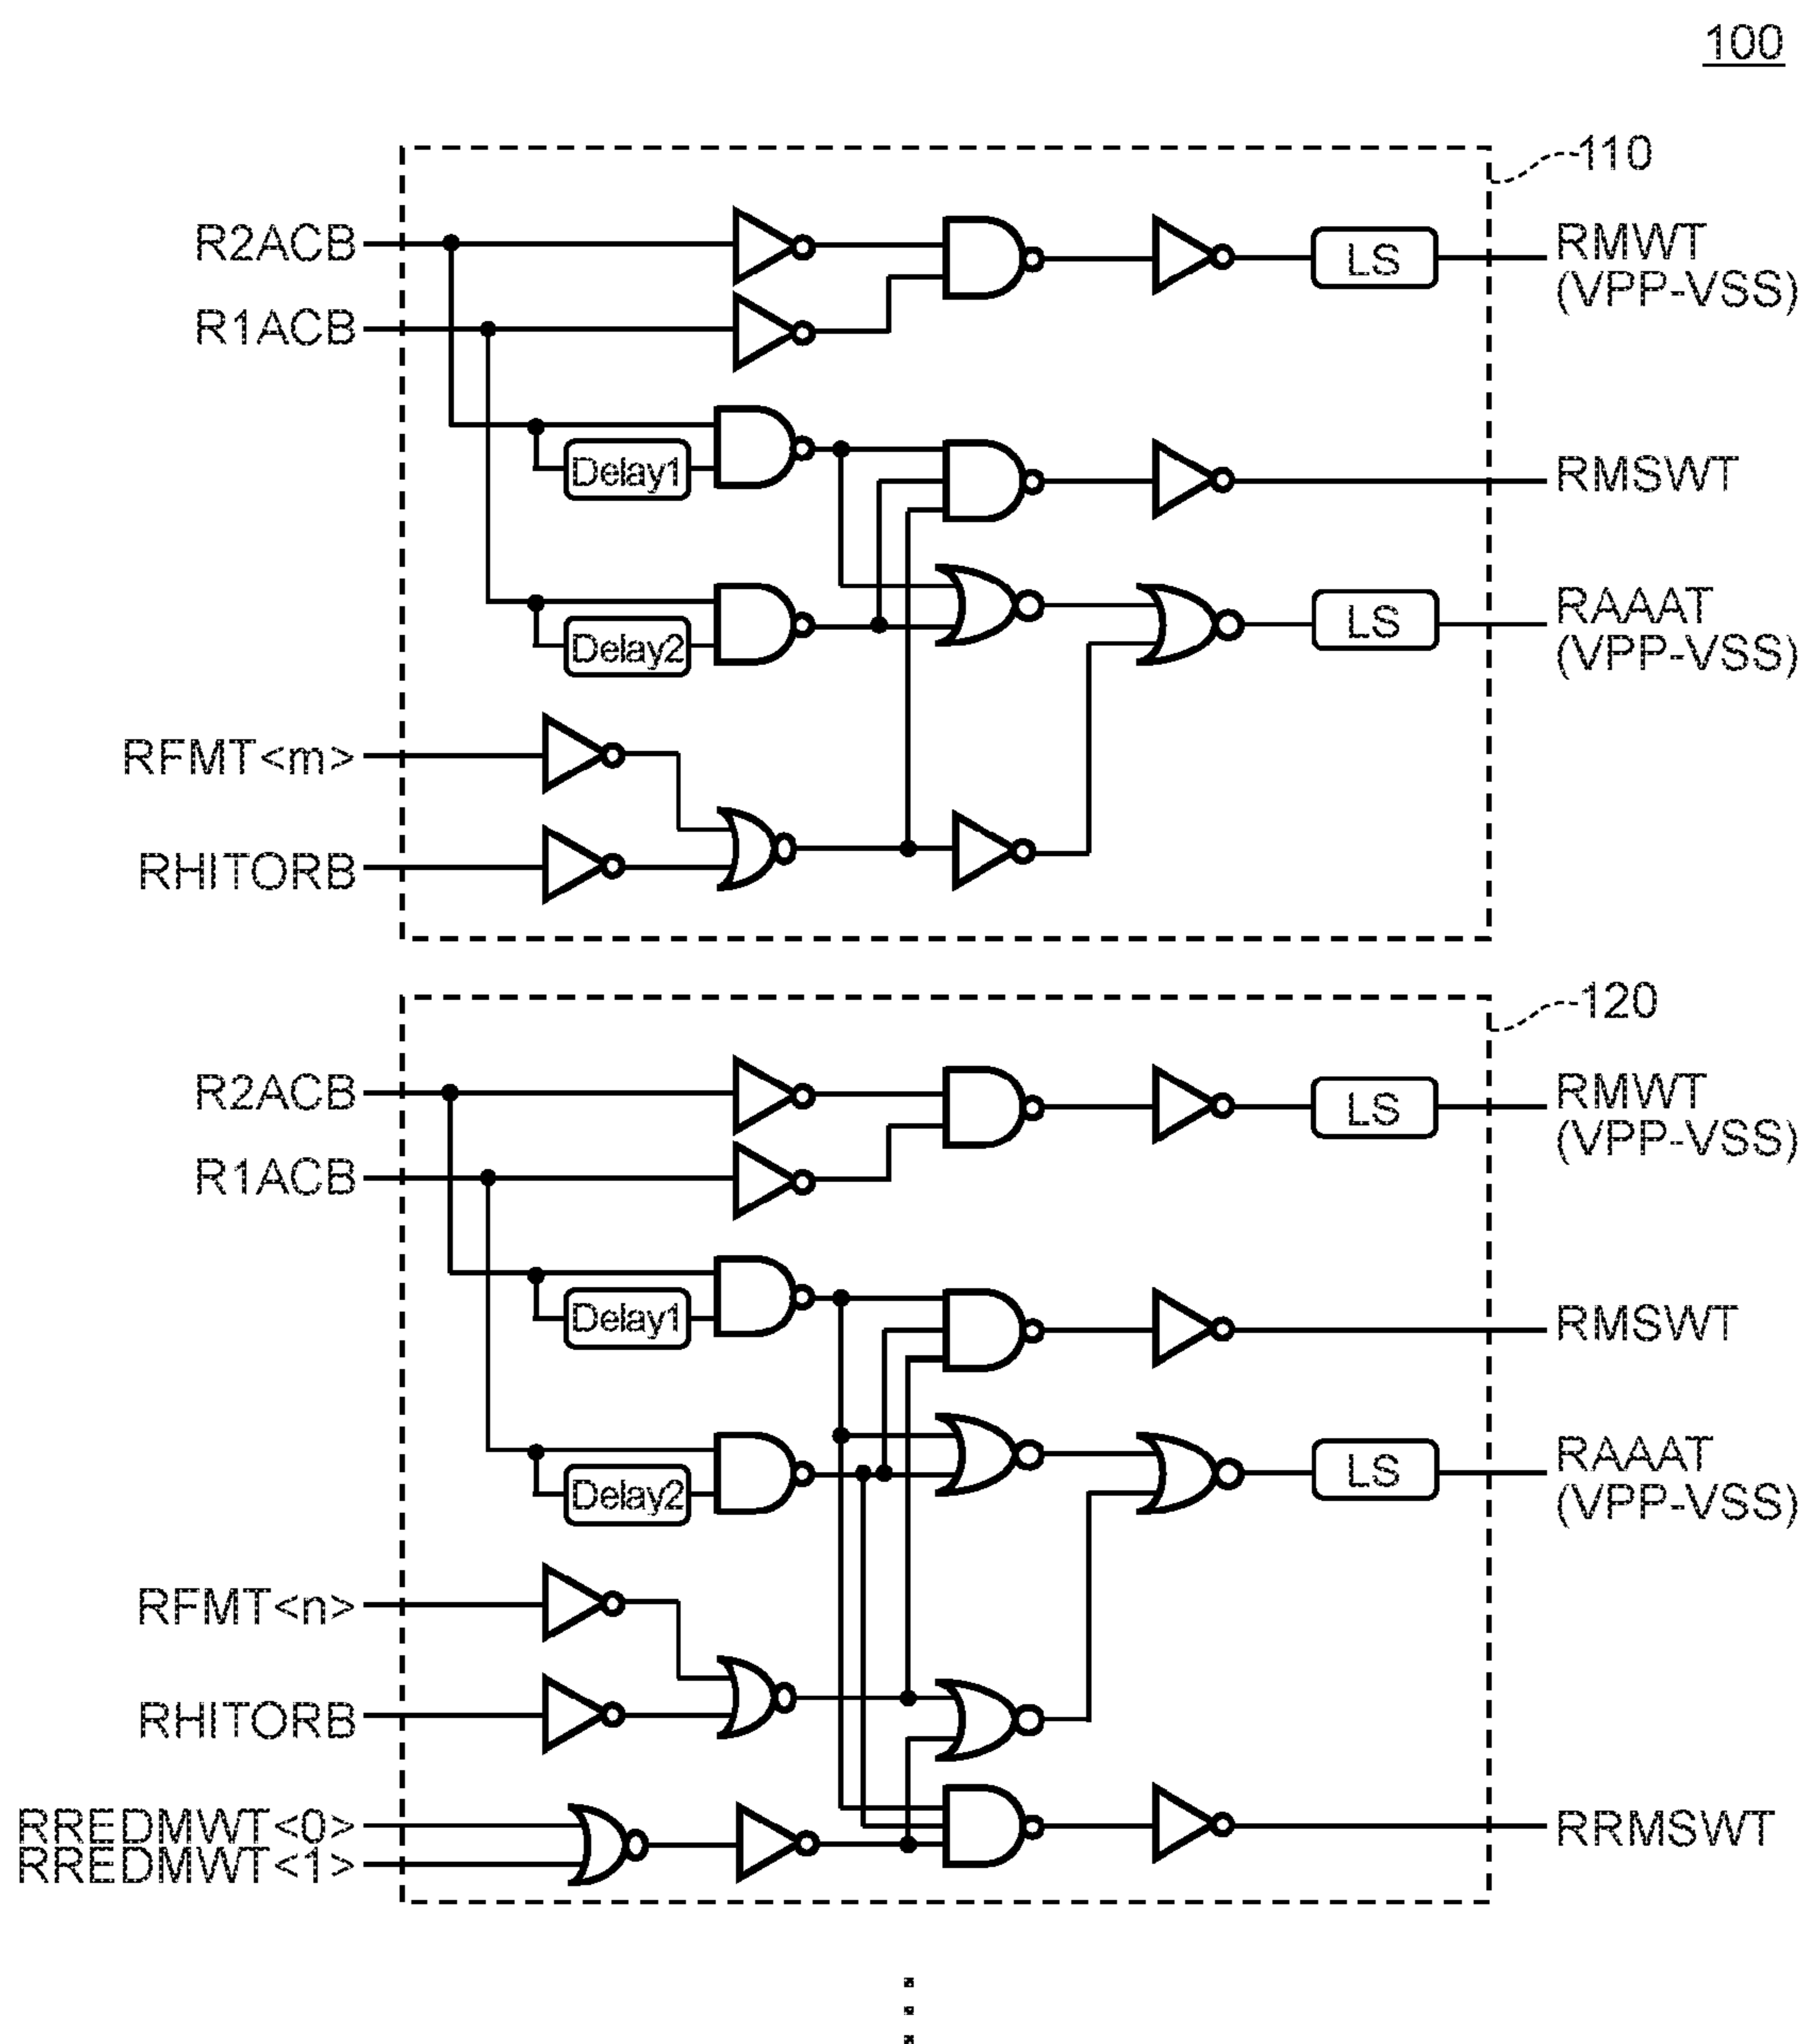 100
110
R2ACB
LS
RMWT
(VPP-VSS)
R1ACB
Delay1
RMSWT
Delay2
LS
RAAAT
(VPP-VSS)
RFMT<m>
RHITORB
120
R2ACB
LS
RMWT
(VPP-VSS)
R1ACB
Delay1
RMSWT
Delay2
LS
RAAAT
(VPP-VSS)
RFMT<n>
RHITORB
RREDMWT<0>
RREDMWT<1>
RRMSWT